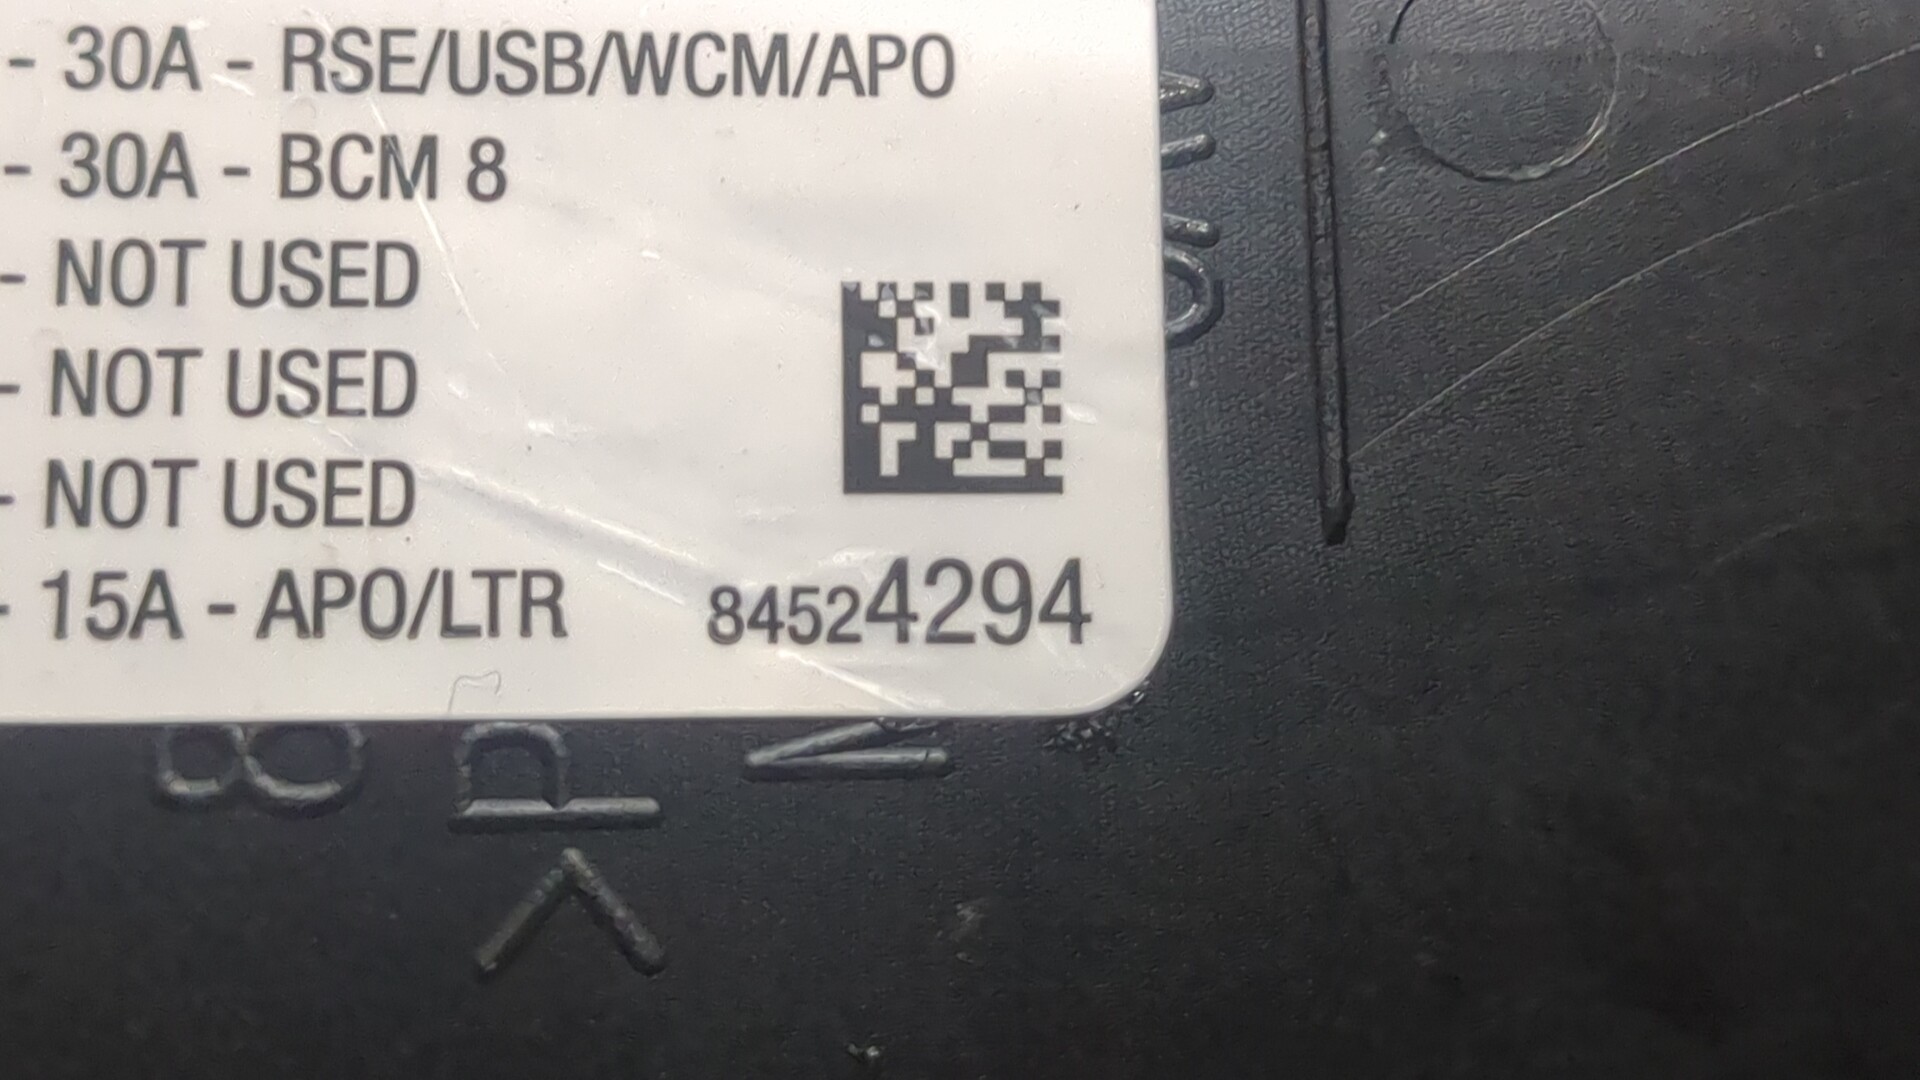 - 30A - RSE/USB/WCM/APO
- 30A - BCM 8
- NOT USED
- NOT USED
- NOT USED
- 15A - APO/LTR 84524294